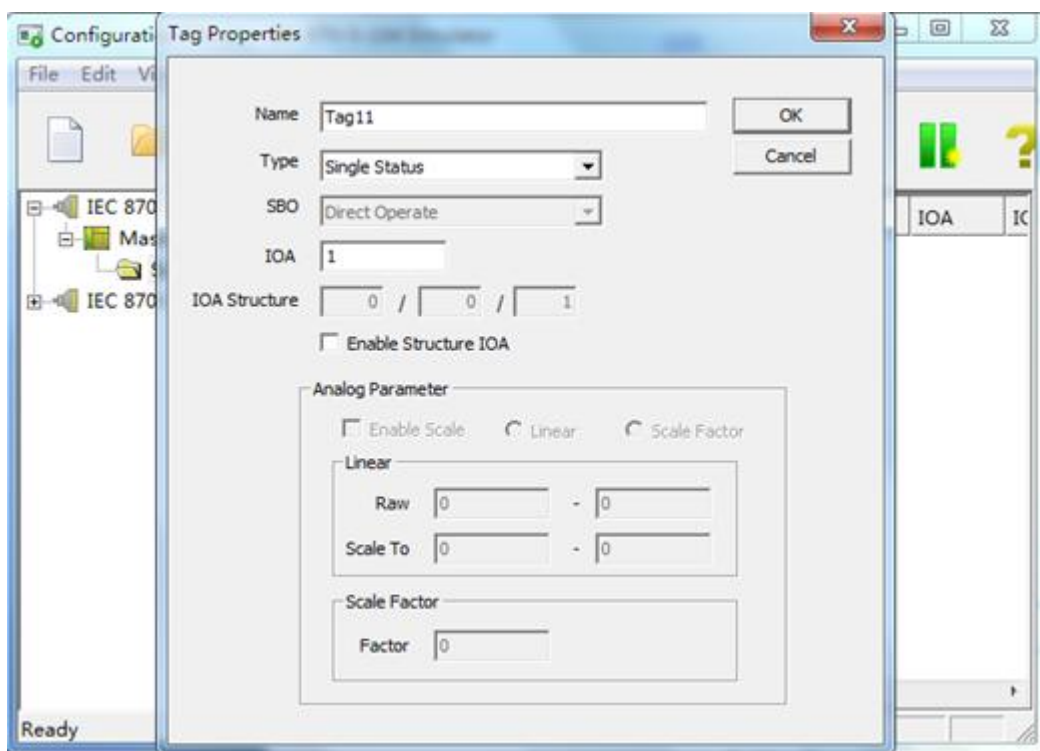 Configurati
Tag Properties
File Edit Vi
Name Tag11
OK
Type Single Status
Cancel
SBO Direct Operate
IOA 1
IOA Structure 0 / 0 / 1
Enable Structure IOA
Analog Parameter
Enable Scale Linear Scale Factor
Linear
Raw 0 - 0
Scale To 0 - 0
Scale Factor
Factor 0
IEC 870
Mas
S
IEC 870
IOA IO
Ready